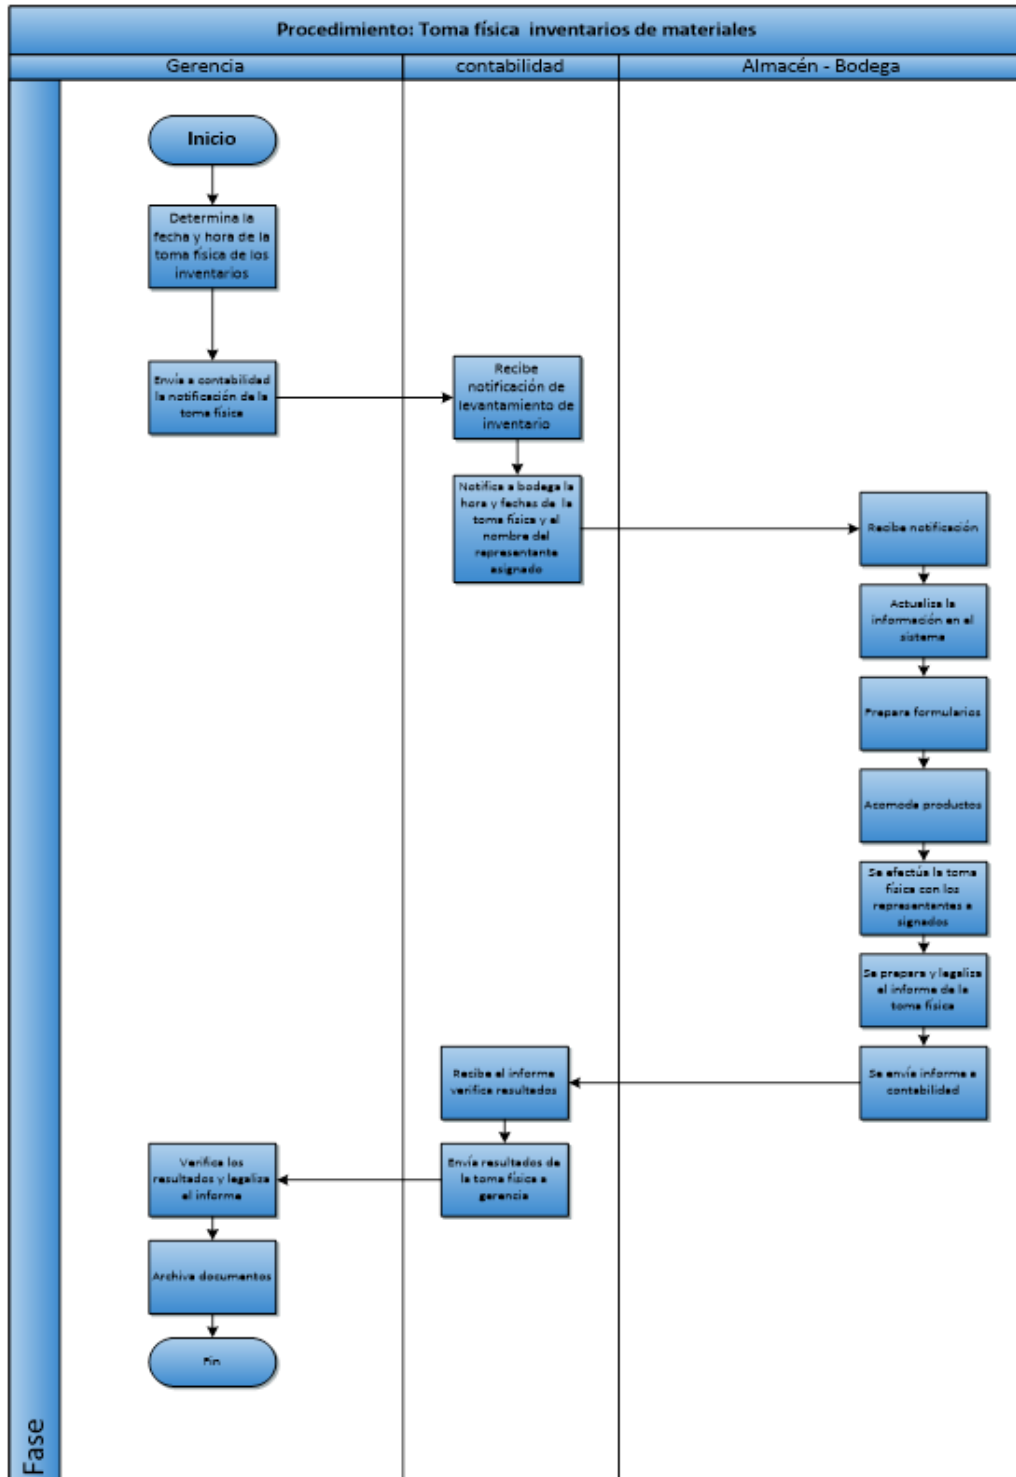 Procedimiento: Toma física inventarios de materiales
Gerencia
contabilidad
Almacén - Bodega
Inicio
Determina la
fecha y hora de la
toma física de los
inventarios
Envía a contabilidad
la notificación de la
toma física
Recibe
notificación de
levantamiento de
inventario
Notifica a bodega la
hora y fechas de la
toma física y el
nombre del
representante
asignado
Recibe notificación
Actualiza la
información en el
sistema
Prepara formularios
Acomoda productos
Se efectúa la toma
física con los
representantes a
signados
Se prepara y legaliza
el informe de la
toma física
Se envía informe a
contabilidad
Recibe el informe
verifica resultados
Envía resultados de
la toma física a
gerencia
Verifica los
resultados y legaliza
el informe
Archiva documentos
Fin
Fase